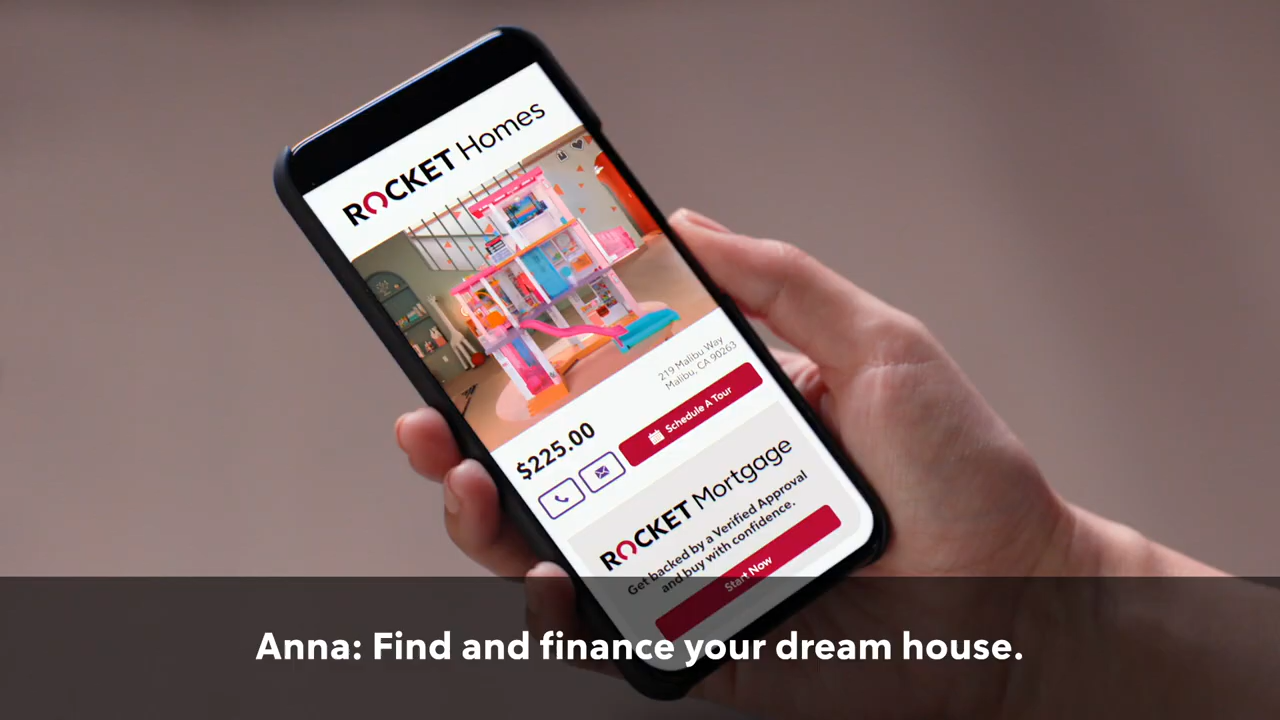 ROCKET Homes
219 Malibu Way
Malibu, CA 90263
$225.00
Schedule A Tour
ROCKET Mortgage
Get backed by a Verified Approval
and buy with confidence.
Start Now
Anna: Find and finance your dream house.